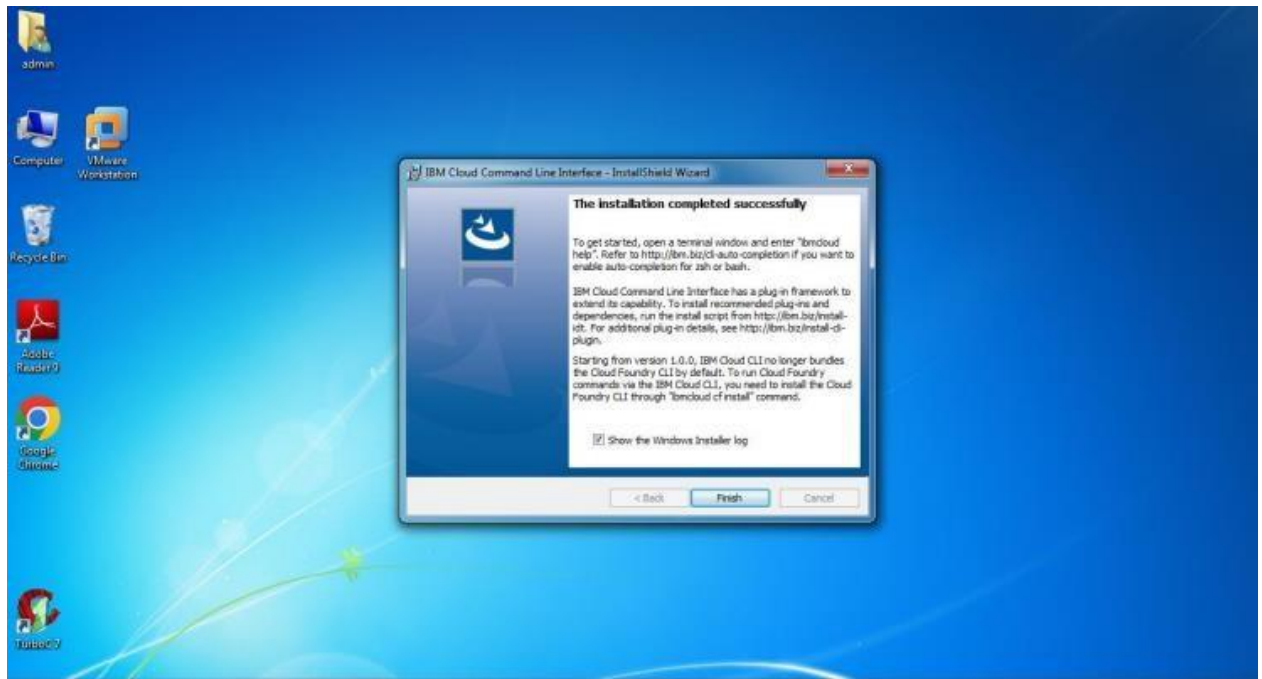 admin
Computer
VMware
Workstation
Recycle Bin
Adobe
Reader 9
Google
Chrome
TurboC 7
IBM Cloud Command Line Interface - InstallShield Wizard
The installation completed successfully
To get started, open a terminal window and enter "ibmcloud
help". Refer to http://ibm.biz/cli-auto-completion if you want to
enable auto-completion for zsh or bash.
IBM Cloud Command Line Interface has a plug-in framework to
extend its capability. To install recommended plug-ins and
dependencies, run the install script from http://ibm.biz/install-
idt. For additional plug-in details, see http://ibm.biz/install-cli-
plugin.
Starting from version 1.0.0, IBM Cloud CLI no longer bundles
the Cloud Foundry CLI by default. To run Cloud Foundry
commands via the IBM Cloud CLI, you need to install the Cloud
Foundry CLI through "ibmcloud cf install" command.
Show the Windows Installer log
< Back
Finish
Cancel